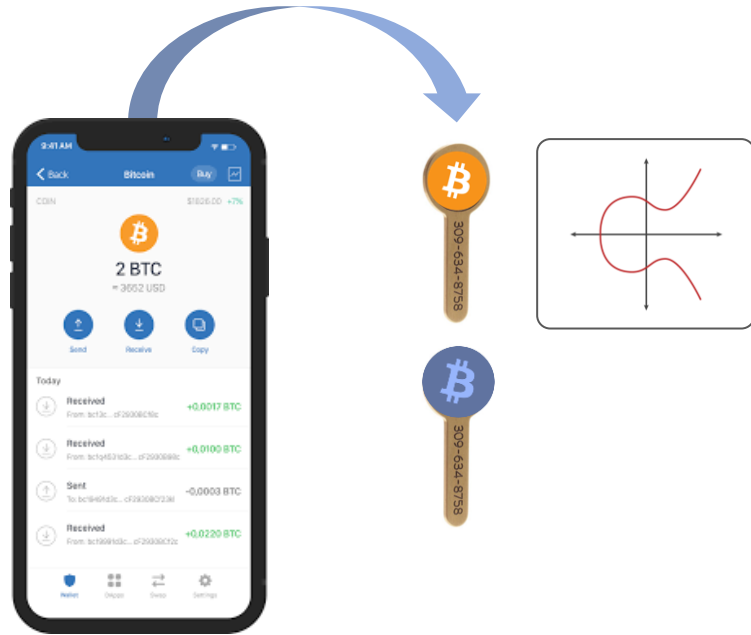 9:41 AM
Back Bitcoin Buy
COIN $1826.00 +7%
2 BTC
≈ 3652 USD
Send Receive Copy
Today
Received
+0,0017 BTC
Received
+0,0100 BTC
Sent
-0,0003 BTC
Received
+0,0220 BTC
Wallet Swap Settings
309-634-8758
309-634-8758